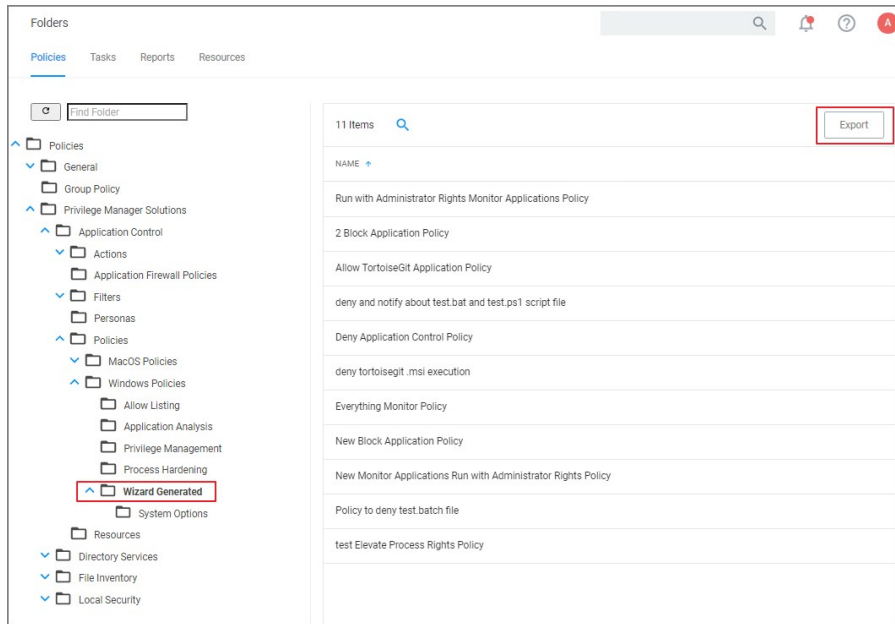 Folders
A
Policies Tasks Reports Resources
Find Folder
11 Items
Export
NAME
Policies
General
Group Policy
Privilege Manager Solutions
Application Control
Actions
Application Firewall Policies
Filters
Personas
Policies
MacOS Policies
Windows Policies
Allow Listing
Application Analysis
Privilege Management
Process Hardening
Wizard Generated
System Options
Resources
Directory Services
File Inventory
Local Security
Run with Administrator Rights Monitor Applications Policy
2 Block Application Policy
Allow TortoiseGit Application Policy
deny and notify about test.bat and test.ps1 script file
Deny Application Control Policy
deny tortoisegit .msi execution
Everything Monitor Policy
New Block Application Policy
New Monitor Applications Run with Administrator Rights Policy
Policy to deny test.batch file
test Elevate Process Rights Policy